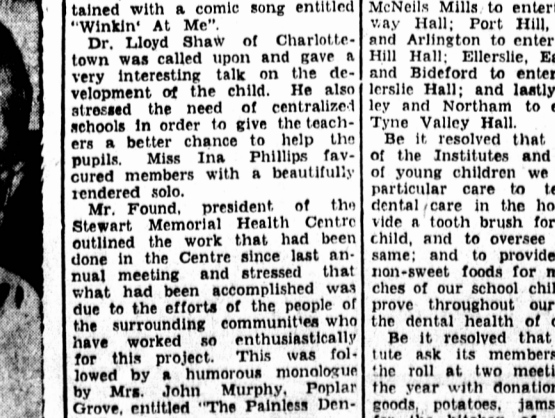 tained with a comic song entitled
"Winkin' At Me".
Dr. Lloyd Shaw of Charlotte-
town was called upon and gave a
very interesting talk on the de-
velopment of the child. He also
stressed the need of centralized
schools in order to give the teach-
ers a better chance to help the
pupils. Miss Ina Phillips fav-
oured members with a beautifully
rendered solo.
Mr. Found, president of the
Stewart Memorial Health Centre
outlined the work that had been
done in the Centre since last an-
nual meeting and stressed that
what had been accomplished was
due to the efforts of the people of
the surrounding communities who
have worked so enthusiastically
for this project. This was fol-
lowed by a humorous monologue
by Mrs. John Murphy, Poplar
Grove, entitled "The Painless Den-
McNeils Mills to enter
way Hall; Port Hill,
and Arlington to enter
Hill Hall; Ellerslie,
and Bideford to enter
lerslie Hall; and lastly
ley and Northam to
Tyne Valley Hall.
Be it resolved that
of the Institutes and
of young children we
particular care to
dental care in the ho
vide a tooth brush for
child, and to oversee
same; and to provide
non-sweet foods for
ches of our school chil
prove throughout our
the dental health of
Be it resolved that
tute ask its members
the roll at two meeti
the year with donation
goods, potatoes, jams